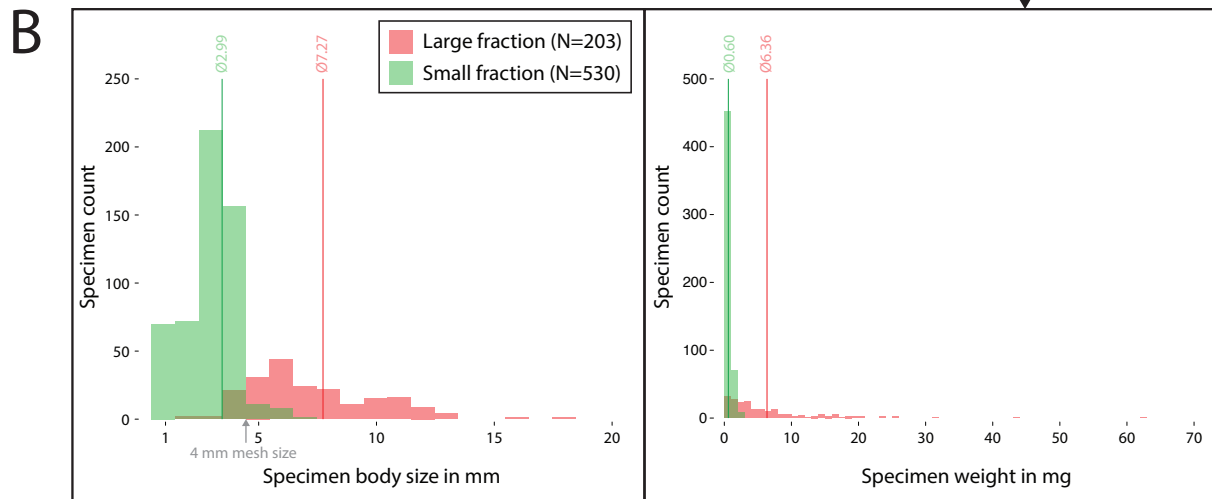 B
Ø2.99
Ø7.27
Large fraction (N=203)
Small fraction (N=530)
250
200
150
100
50
0
Specimen count
1
5
10
15
20
4 mm mesh size
Specimen body size in mm
Ø0.60
Ø6.36
500
400
300
200
100
0
Specimen count
0
10
20
30
40
50
60
70
Specimen weight in mg